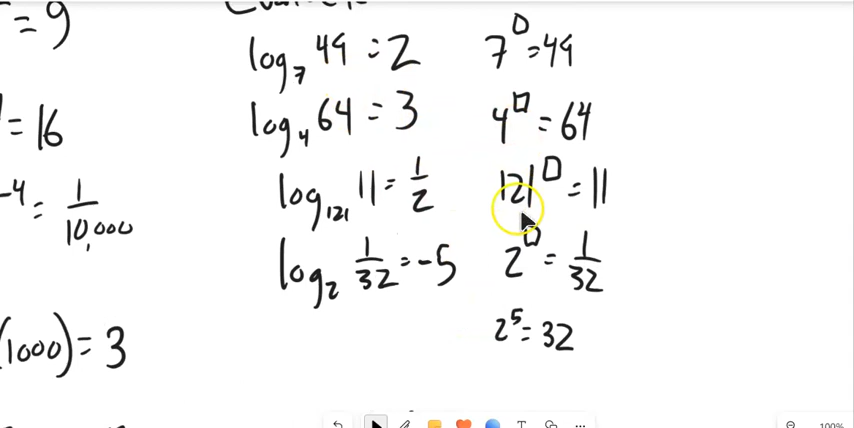 = 9
log₇ 49 = 2 7^□ = 49
log₄ 64 = 3 4^□ = 64
= 16
log₁₂₁ 11 = 1/2 121^□ = 11
-4 = 1/10,000
log₂ 1/32 = -5 2^□ = 1/32
2⁵ = 32
(1000) = 3
100%